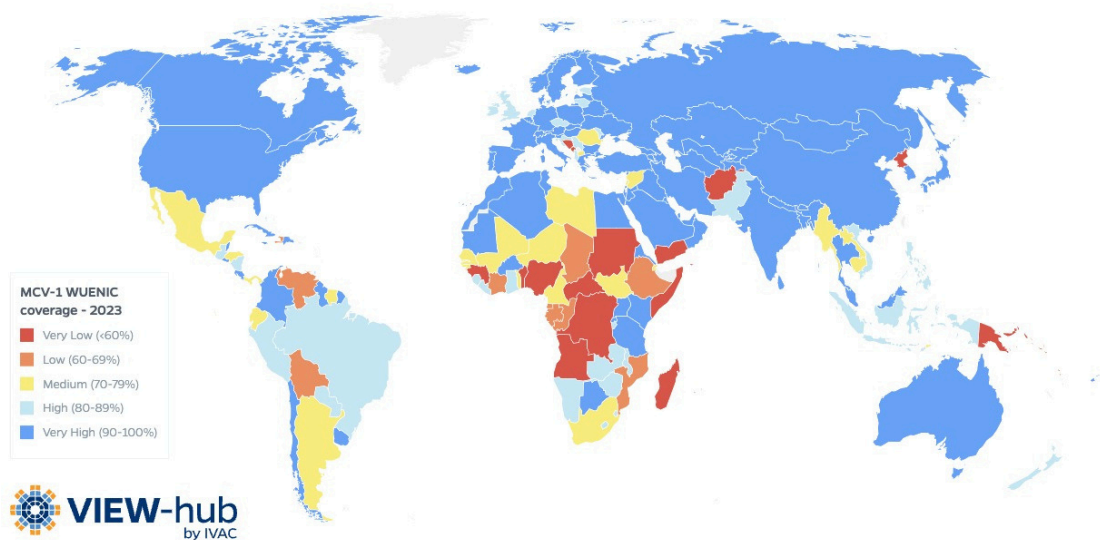 MCV-1 WUENIC
coverage - 2023
Very Low (<60%)
Low (60-69%)
Medium (70-79%)
High (80-89%)
Very High (90-100%)
VIEW-hub
by IVAC